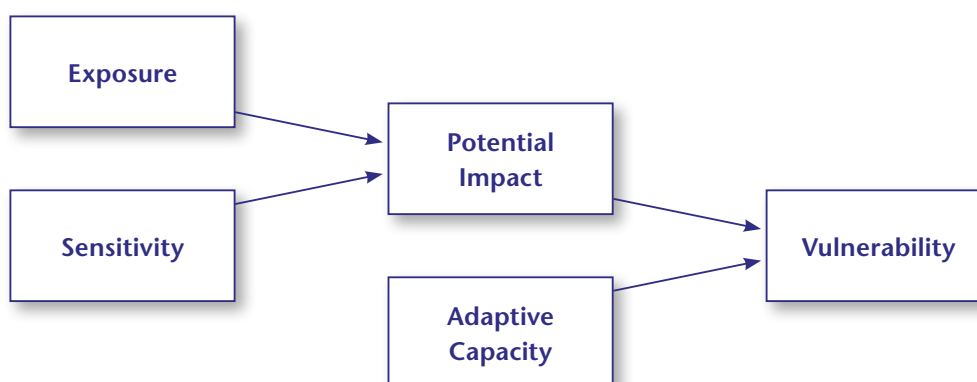 Exposure
Potential
Impact
Sensitivity
Vulnerability
Adaptive
Capacity